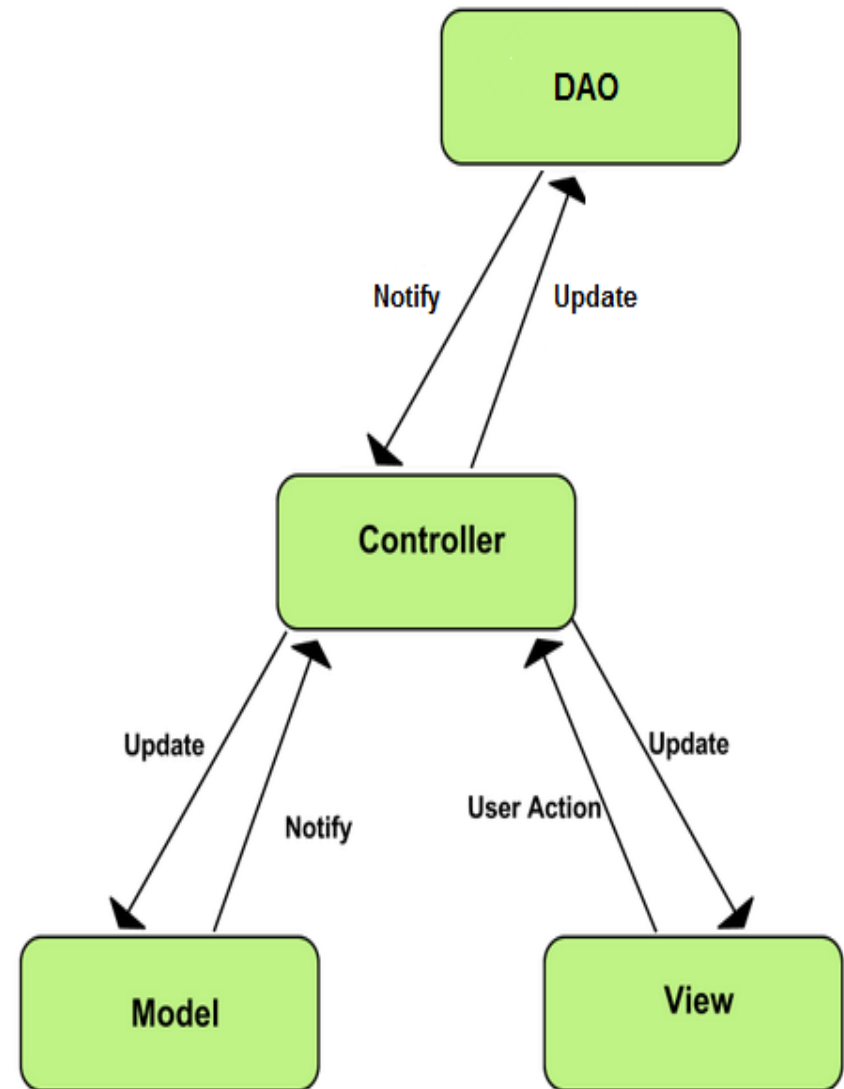 DAO
Notify
Update
Controller
Update
Update
User Action
Notify
Model
View